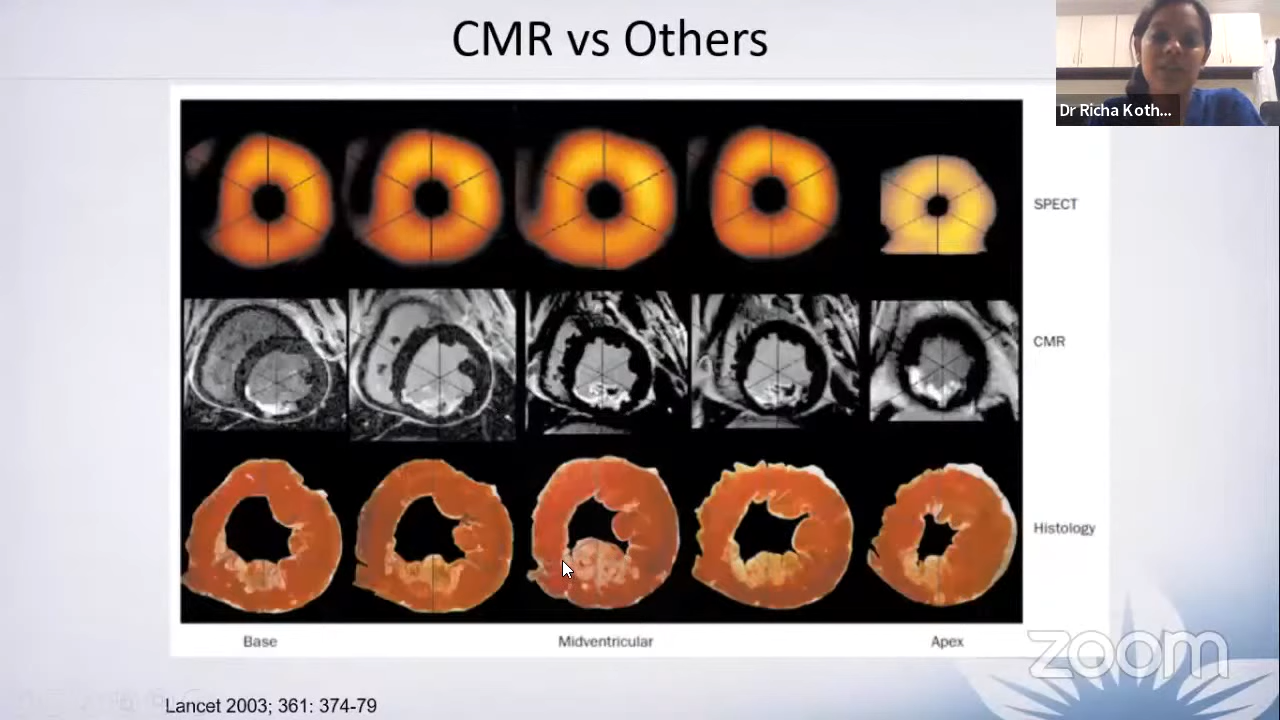 CMR vs Others
Dr Richa Koth...
SPECT
CMR
Histology
Base
Midventricular
Apex
zoom
Lancet 2003; 361: 374-79